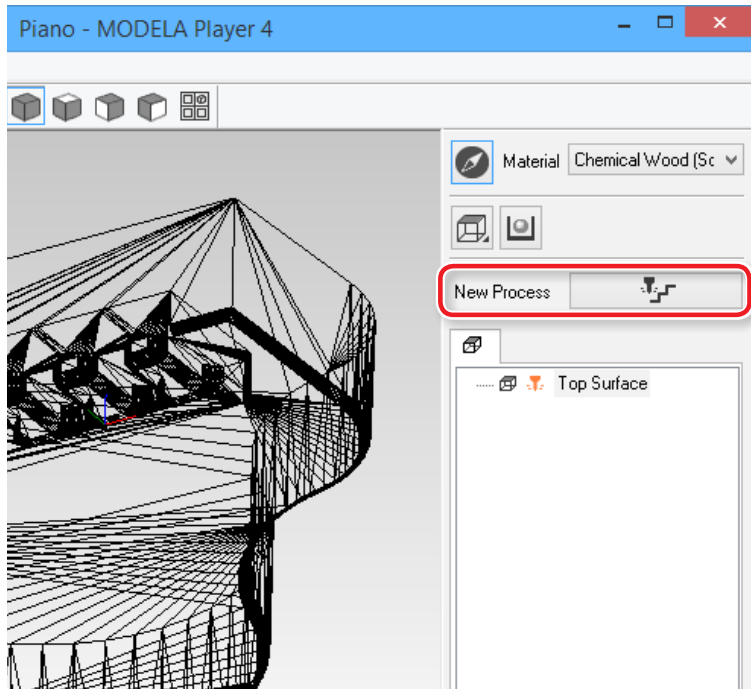 Piano - MODELA Player 4
Material Chemical Wood (Sc
New Process
Top Surface